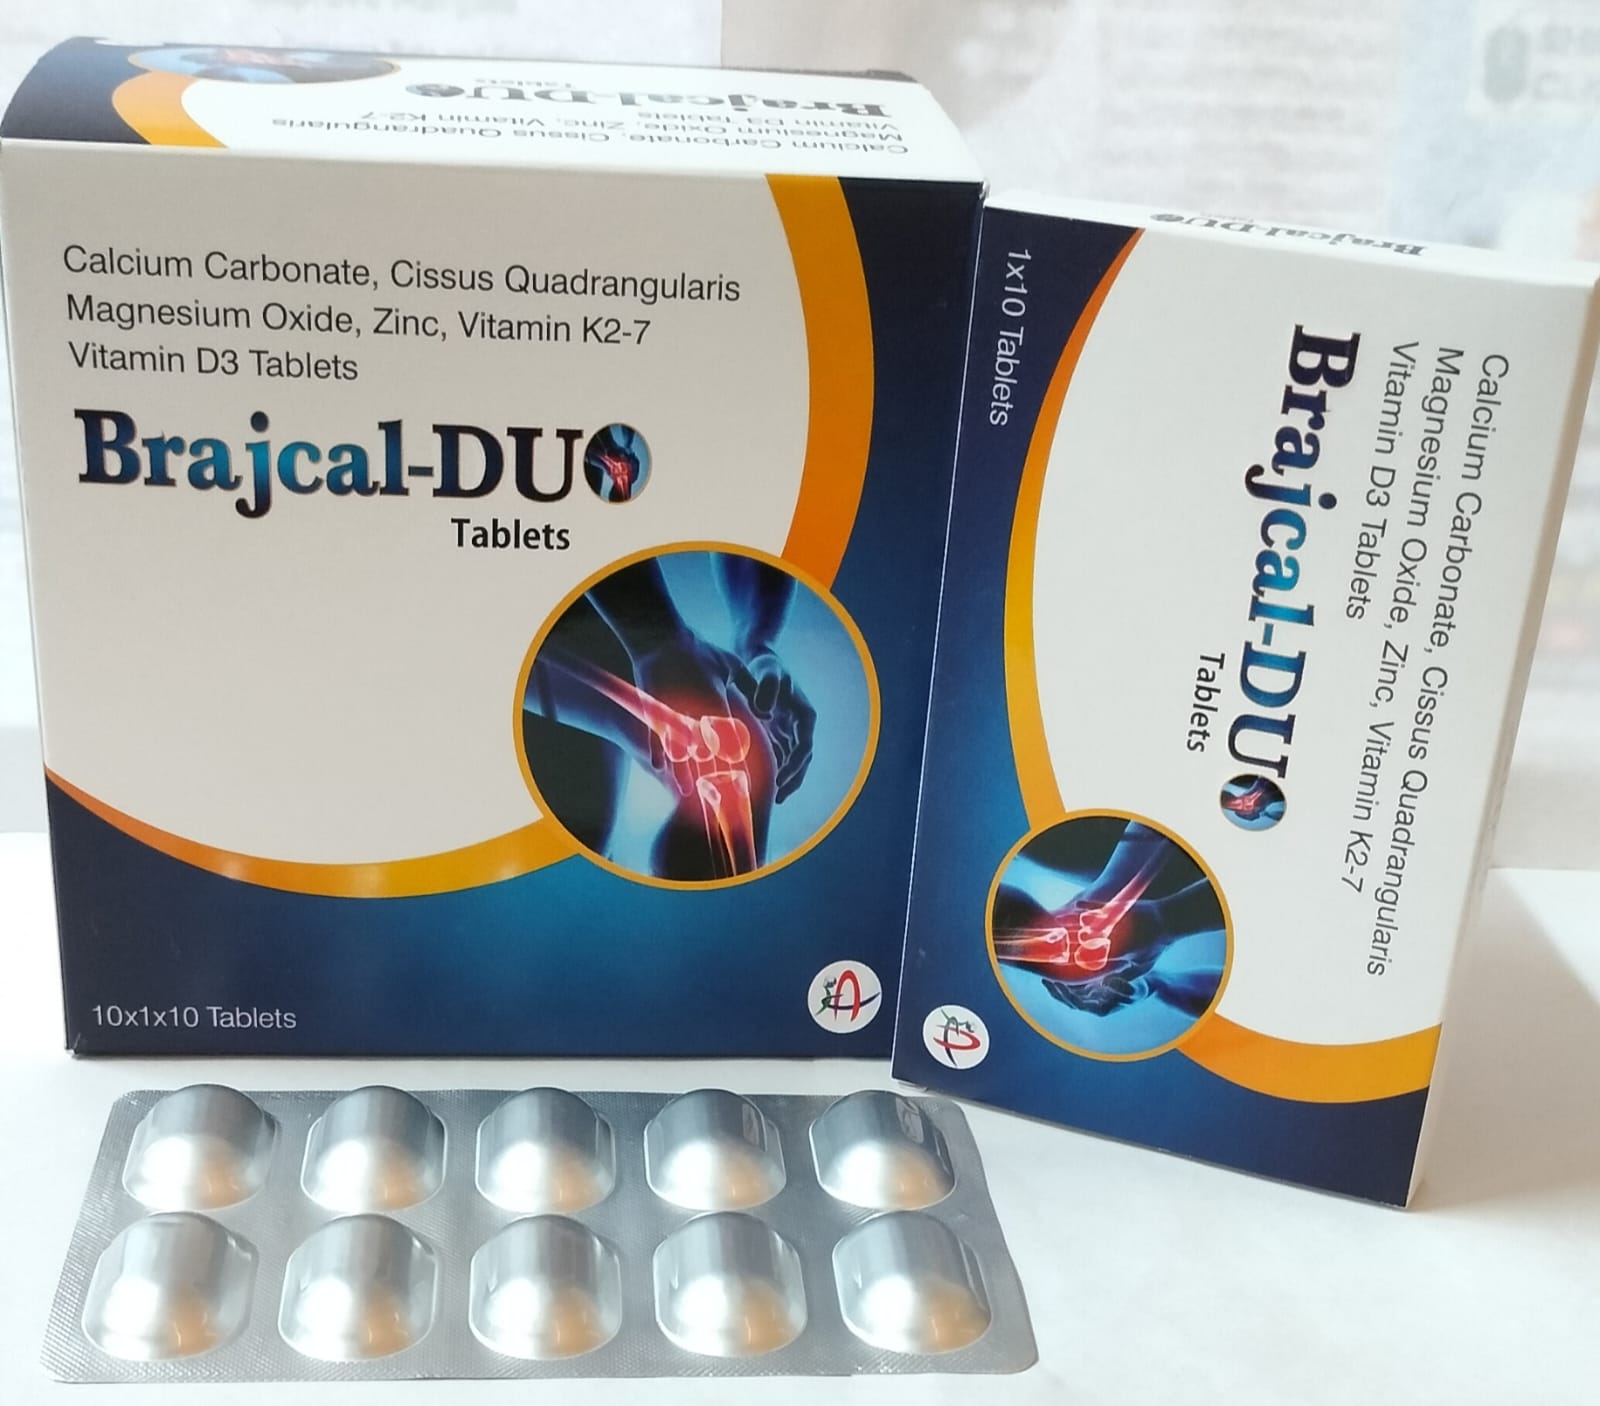 Calcium Carbonate, Cissus Quadrangularis
Magnesium Oxide, Zinc, Vitamin K2-7
Vitamin D3 Tablets
Brajcal-DUO
Tablets
Calcium Carbonate, Cissus Quadrangularis
Magnesium Oxide, Zinc, Vitamin K2-7
Vitamin D3 Tablets
Brajcal-DUO
Tablets
10x1x10 Tablets
Brajcal-DUO
Tablets
Calcium Carbonate, Cissus Quadrangularis
Magnesium Oxide, Zinc, Vitamin K2-7
Vitamin D3 Tablets
Brajcal-DUO
Tablets
1x10 Tablets